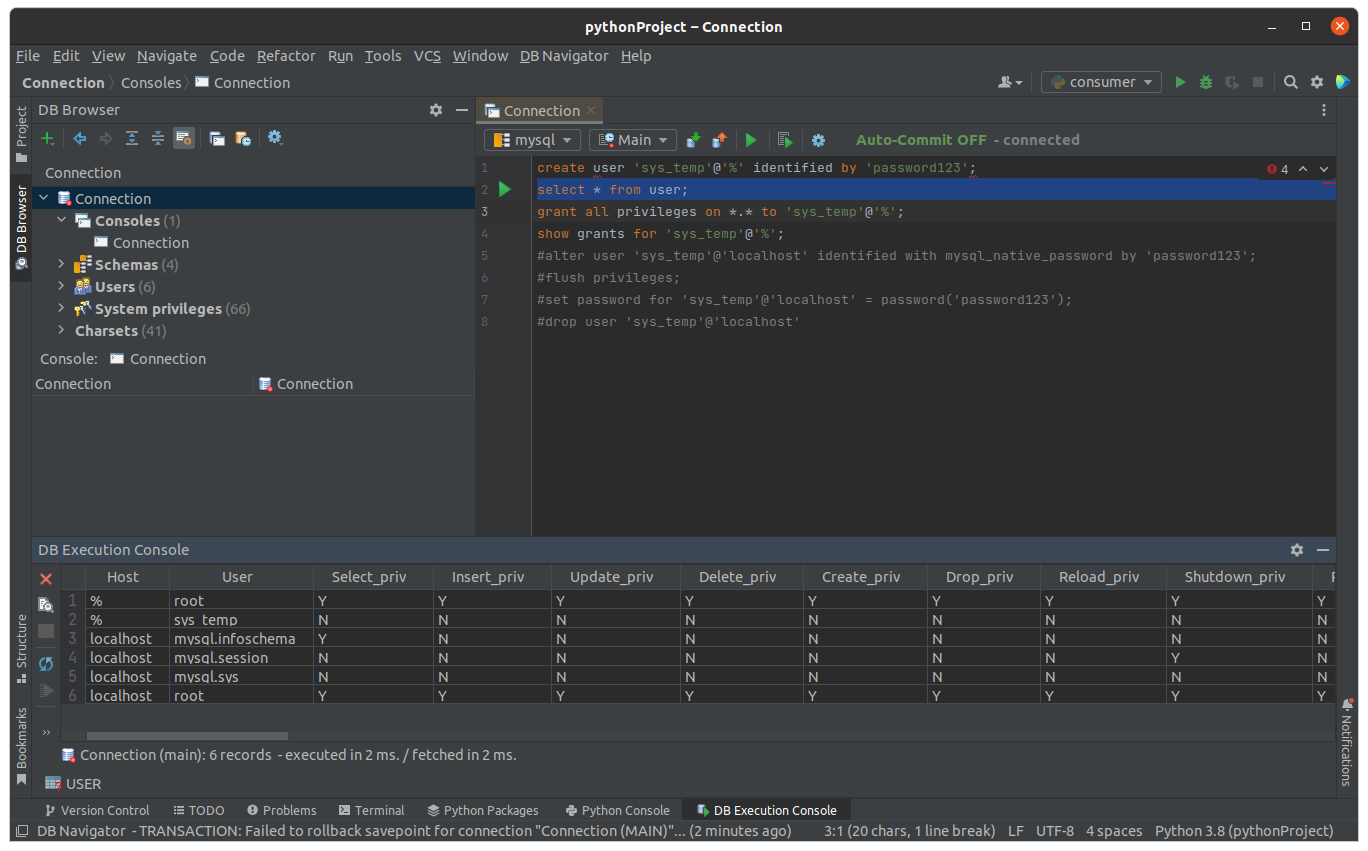 pythonProject – Connection
File Edit View Navigate Code Refactor Run Tools VCS Window DB Navigator Help
Connection Consoles Connection
consumer
Project
DB Browser
Structure
Bookmarks
DB Browser
Connection
Connection
Consoles (1)
Connection
Schemas (4)
Users (6)
System privileges (66)
Charsets (41)
Console: Connection
Connection Connection
Connection
mysql Main Auto-Commit OFF - connected
4
1 create user 'sys_temp'@'%' identified by 'password123';
2 select * from user;
3 grant all privileges on *.* to 'sys_temp'@'%';
4 show grants for 'sys_temp'@'%';
5 #alter user 'sys_temp'@'localhost' identified with mysql_native_password by 'password123';
6 #flush privileges;
7 #set password for 'sys_temp'@'localhost' = password('password123');
8 #drop user 'sys_temp'@'localhost'
DB Execution Console
Host User Select_priv Insert_priv Update_priv Delete_priv Create_priv Drop_priv Reload_priv Shutdown_priv
1 % root Y Y Y Y Y Y Y Y Y
2 % sys_temp N N N N N N N N N
3 localhost mysql.infoschema Y N N N N N N N N
4 localhost mysql.session N N N N N N N Y N
5 localhost mysql.sys N N N N N N N N N
6 localhost root Y Y Y Y Y Y Y Y Y
Connection (main): 6 records - executed in 2 ms. / fetched in 2 ms.
USER
Notifications
Version Control TODO Problems Terminal Python Packages Python Console DB Execution Console
DB Navigator - TRANSACTION: Failed to rollback savepoint for connection "Connection (MAIN)"... (2 minutes ago) 3:1 (20 chars, 1 line break) LF UTF-8 4 spaces Python 3.8 (pythonProject)